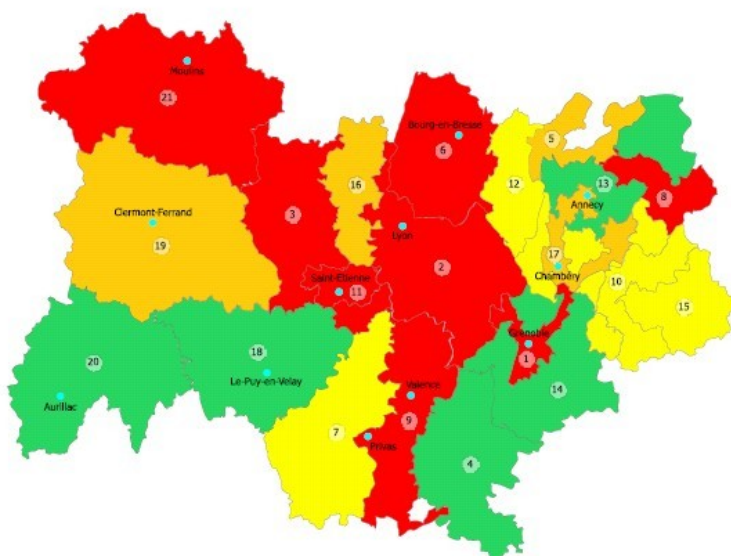 Moulins
21
Bourg-en-Bresse
5
6
16
12
13
Annecy
8
Clermont-Ferrand
3
19
Lyon
2
17
Chambéry
10
Saint-Etienne
11
15
Grenoble
1
18
20
Le-Puy-en-Velay
14
Aurillac
Valence
9
7
Privas
4